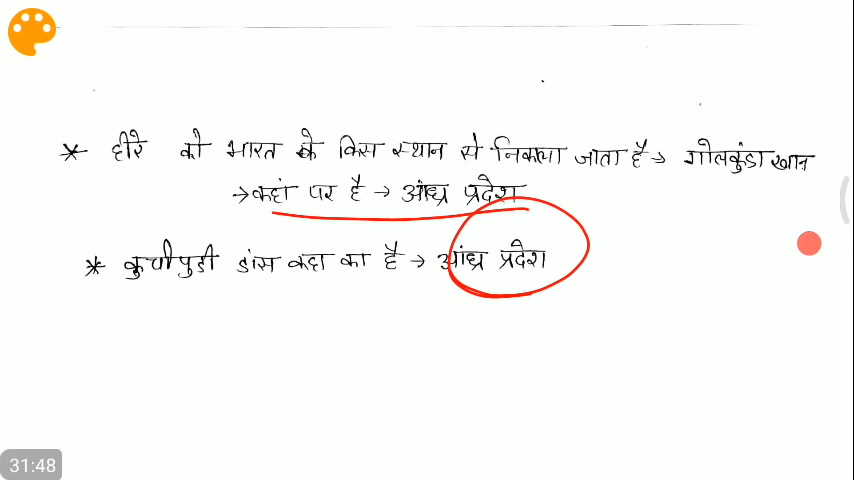 * हीरे को भारत के किस स्थान से निकाला जाता है → गोलकुंडा खान
→ कहां पर है → आंध्र प्रदेश
* कुचीपुडी डांस कहा का है → आंध्र प्रदेश
31:48